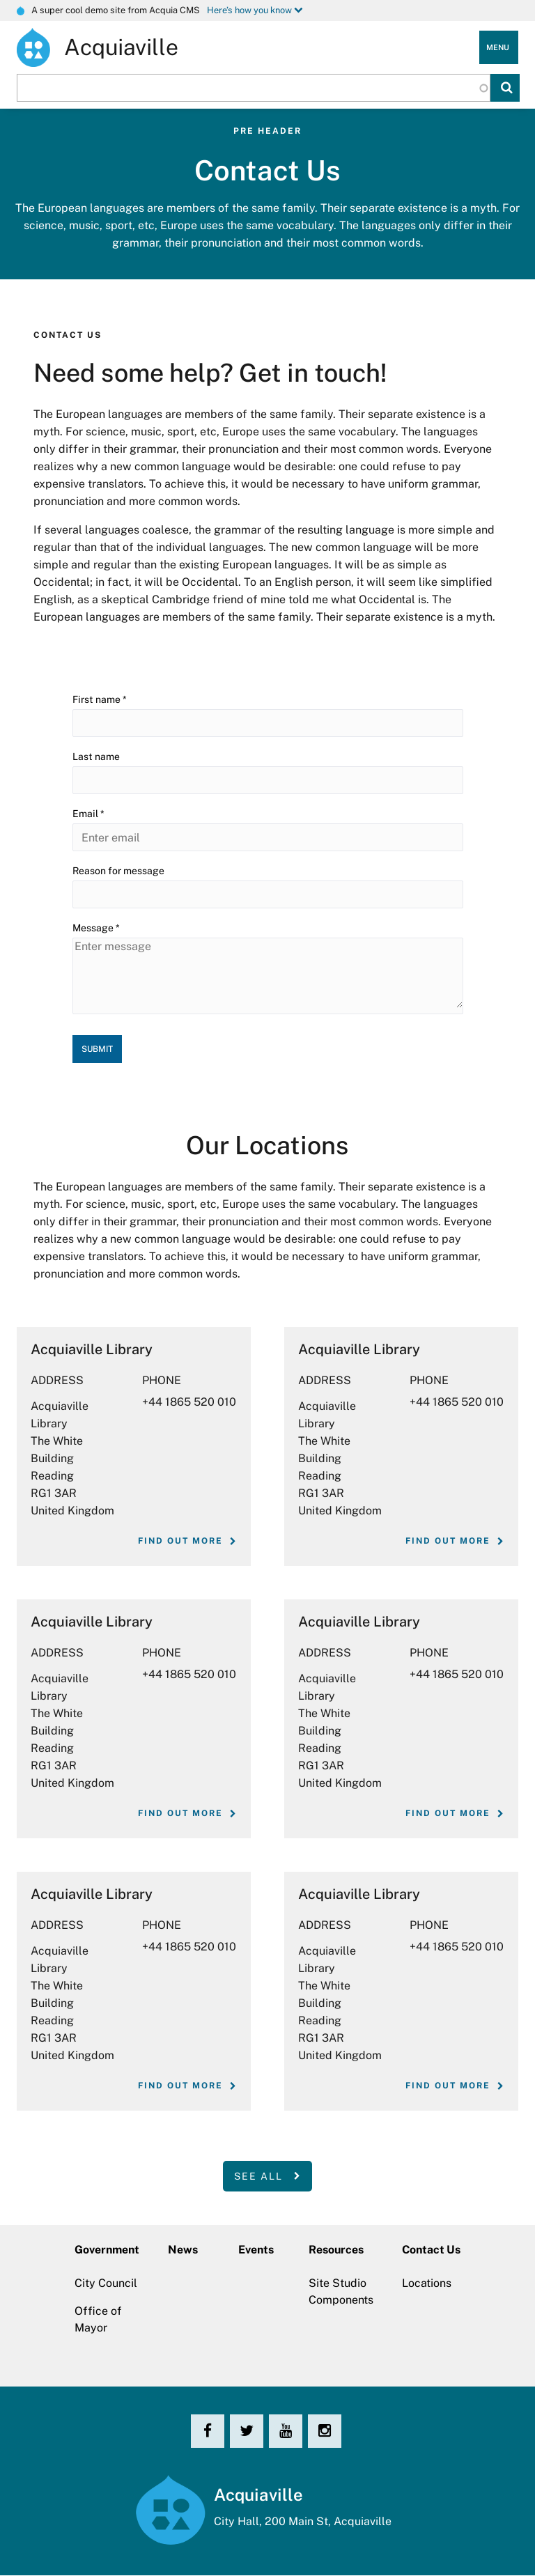 A super cool demo site from Acquia CMS Here's how you know
Acquiaville
MENU
PRE HEADER
Contact Us
The European languages are members of the same family. Their separate existence is a myth. For
science, music, sport, etc, Europe uses the same vocabulary. The languages only differ in their
grammar, their pronunciation and their most common words.
CONTACT US
Need some help? Get in touch!
The European languages are members of the same family. Their separate existence is a
myth. For science, music, sport, etc, Europe uses the same vocabulary. The languages
only differ in their grammar, their pronunciation and their most common words. Everyone
realizes why a new common language would be desirable: one could refuse to pay
expensive translators. To achieve this, it would be necessary to have uniform grammar,
pronunciation and more common words.
If several languages coalesce, the grammar of the resulting language is more simple and
regular than that of the individual languages. The new common language will be more
simple and regular than the existing European languages. It will be as simple as
Occidental; in fact, it will be Occidental. To an English person, it will seem like simplified
English, as a skeptical Cambridge friend of mine told me what Occidental is. The
European languages are members of the same family. Their separate existence is a myth.
First name *
Last name
Email *
Enter email
Reason for message
Message *
Enter message
SUBMIT
Our Locations
The European languages are members of the same family. Their separate existence is a
myth. For science, music, sport, etc, Europe uses the same vocabulary. The languages
only differ in their grammar, their pronunciation and their most common words. Everyone
realizes why a new common language would be desirable: one could refuse to pay
expensive translators. To achieve this, it would be necessary to have uniform grammar,
pronunciation and more common words.
Acquiaville Library
ADDRESS
Acquiaville
Library
The White
Building
Reading
RG1 3AR
United Kingdom
PHONE
+44 1865 520 010
FIND OUT MORE
Acquiaville Library
ADDRESS
Acquiaville
Library
The White
Building
Reading
RG1 3AR
United Kingdom
PHONE
+44 1865 520 010
FIND OUT MORE
Acquiaville Library
ADDRESS
Acquiaville
Library
The White
Building
Reading
RG1 3AR
United Kingdom
PHONE
+44 1865 520 010
FIND OUT MORE
Acquiaville Library
ADDRESS
Acquiaville
Library
The White
Building
Reading
RG1 3AR
United Kingdom
PHONE
+44 1865 520 010
FIND OUT MORE
Acquiaville Library
ADDRESS
Acquiaville
Library
The White
Building
Reading
RG1 3AR
United Kingdom
PHONE
+44 1865 520 010
FIND OUT MORE
Acquiaville Library
ADDRESS
Acquiaville
Library
The White
Building
Reading
RG1 3AR
United Kingdom
PHONE
+44 1865 520 010
FIND OUT MORE
SEE ALL
Government
City Council
Office of
Mayor
News
Events
Resources
Site Studio
Components
Contact Us
Locations
You
Tube
Acquiaville
City Hall, 200 Main St, Acquiaville